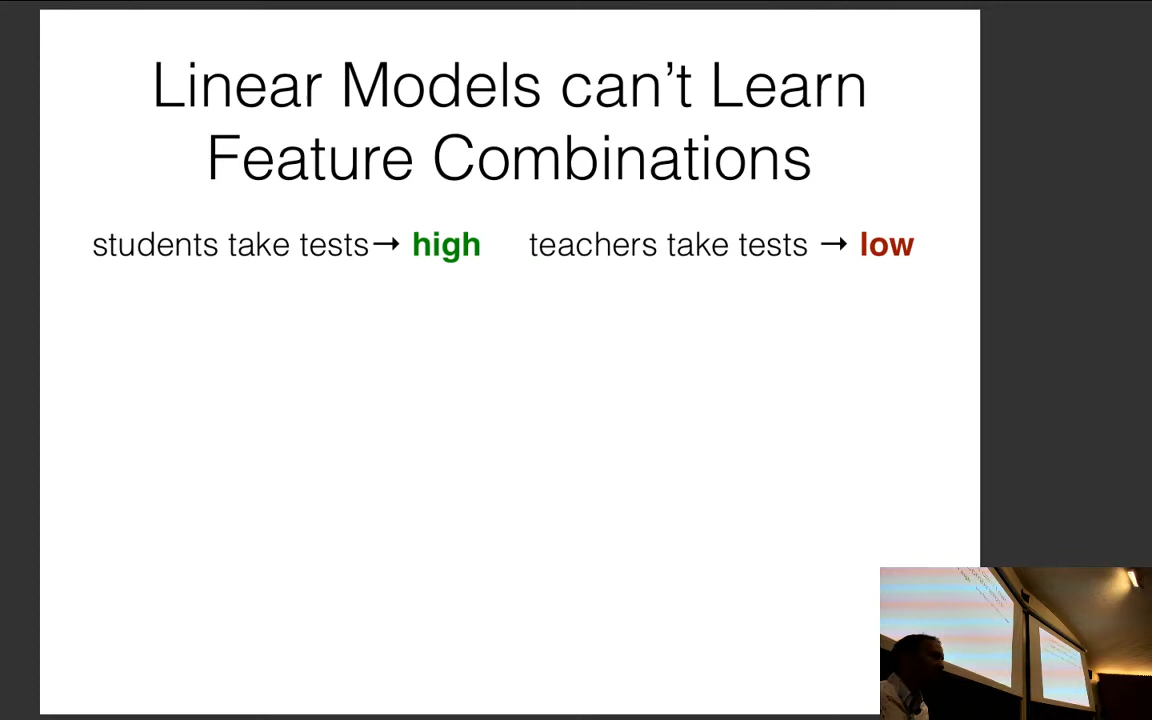 Linear Models can't Learn
Feature Combinations
students take tests→ high teachers take tests → low